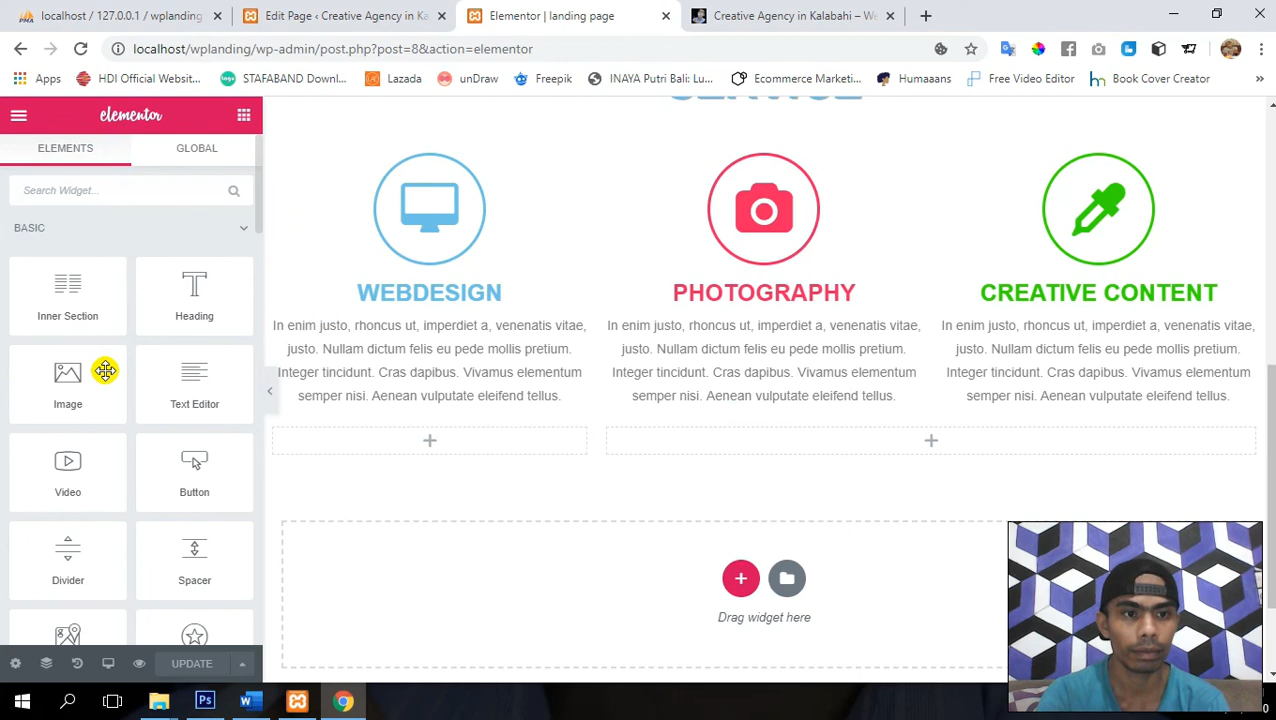 localhost / 127.0.0.1 / wplanding
Edit Page ‹ Creative Agency in Kal
Elementor | landing page
Creative Agency in Kalabahi – We
localhost/wplanding/wp-admin/post.php?post=8&action=elementor
Apps
HDI Official Websit...
STAFABAND Downl...
Lazada
unDraw
Freepik
INAYA Putri Bali: Lu...
Ecommerce Marketi...
Humaaans
Free Video Editor
Book Cover Creator
»
elementor
ELEMENTS
GLOBAL
Search Widget...
BASIC
Inner Section
Heading
Image
Text Editor
Video
Button
Divider
Spacer
UPDATE
WEBDESIGN
In enim justo, rhoncus ut, imperdiet a, venenatis vitae,
justo. Nullam dictum felis eu pede mollis pretium.
Integer tincidunt. Cras dapibus. Vivamus elementum
semper nisi. Aenean vulputate eleifend tellus.
PHOTOGRAPHY
In enim justo, rhoncus ut, imperdiet a, venenatis vitae,
justo. Nullam dictum felis eu pede mollis pretium.
Integer tincidunt. Cras dapibus. Vivamus elementum
semper nisi. Aenean vulputate eleifend tellus.
CREATIVE CONTENT
In enim justo, rhoncus ut, imperdiet a, venenatis vitae,
justo. Nullam dictum felis eu pede mollis pretium.
Integer tincidunt. Cras dapibus. Vivamus elementum
semper nisi. Aenean vulputate eleifend tellus.
Drag widget here